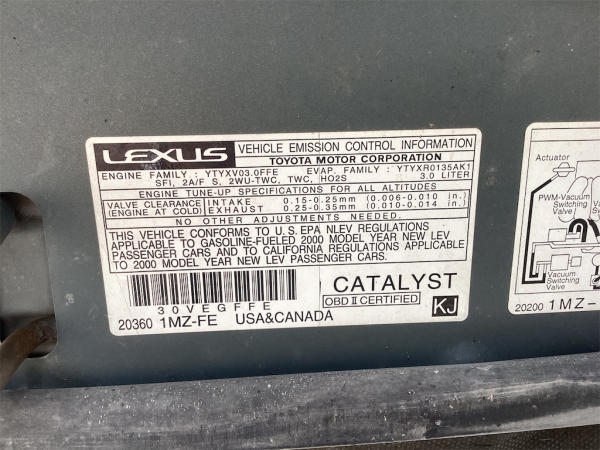 LEXUS VEHICLE EMISSION CONTROL INFORMATION
TOYOTA MOTOR CORPORATION
ENGINE FAMILY : YTYXV03.0FFE EVAP. FAMILY : YTYXR0135AK1
SFI, 2A/F S, 2WU-TWC, TWC, HO2S 3.0 LITER
ENGINE TUNE-UP SPECIFICATIONS FOR ALL ALTITUDES
VALVE CLEARANCE INTAKE 0.15-0.25mm (0.006-0.010 in.)
(ENGINE AT COLD) EXHAUST 0.25-0.35mm (0.010-0.014 in.)
NO OTHER ADJUSTMENTS NEEDED.
THIS VEHICLE CONFORMS TO U.S.EPA NLEV REGULATIONS
APPLICABLE TO GASOLINE-FUELED 2000 MODEL YEAR NEW LEV
PASSENGER CARS AND TO CALIFORNIA REGULATIONS APPLICABLE
TO 2000 MODEL YEAR NEW LEV PASSENGER CARS.
30VEGFFE
CATALYST
OBD II CERTIFIED
KJ
20360 1MZ-FE USA&CANADA
Actuator
PWM-Vacuum
Switching
Valve
Vacuum
Switching
Valve
20200 1MZ-